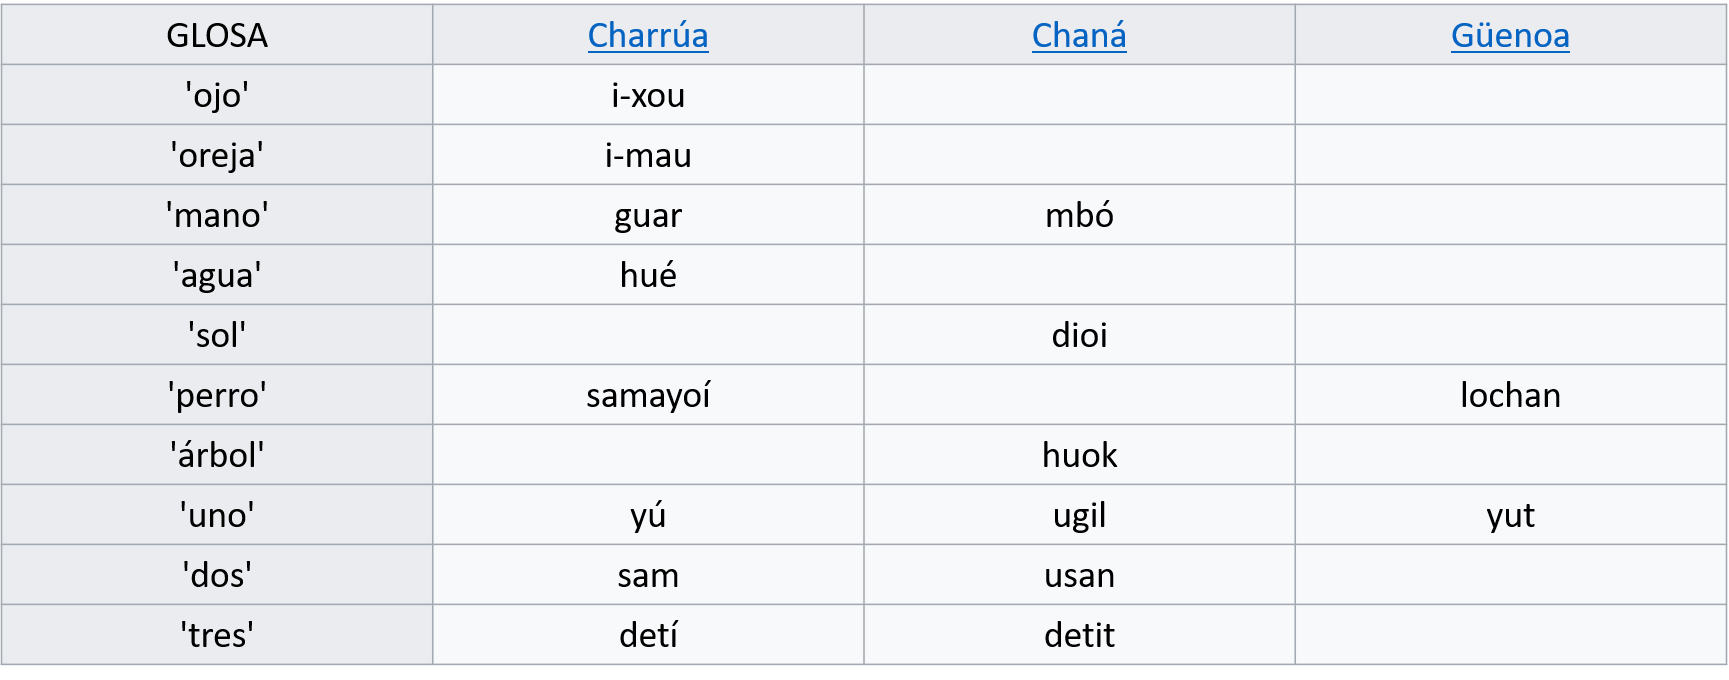 GLOSA Charrúa Chaná Güenoa
'ojo' i-xou
'oreja' i-mau
'mano' guar mbó
'agua' hué
'sol' dioi
'perro' samayoí lochan
'árbol' huok
'uno' yú ugil yut
'dos' sam usan
'tres' detí detit